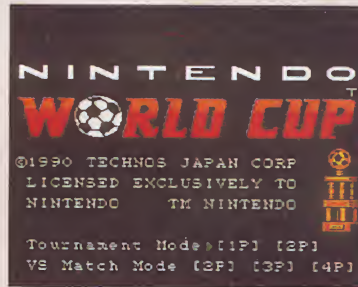 NINTENDO
WORLD CUP TM
©1990 TECHNOS JAPAN CORP
LICENSED EXCLUSIVELY TO
NINTENDO TM NINTENDO
Tournament Mode▸[1P] [2P]
VS Match Mode [2P] [3P] [4P]